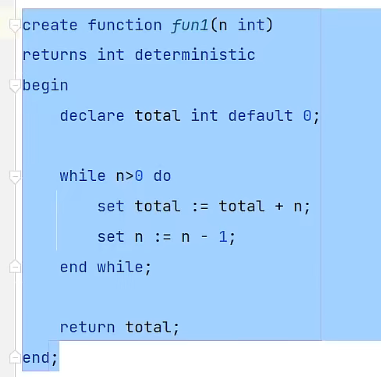 create function fun1(n int)
returns int deterministic
begin
    declare total int default 0;
    while n>0 do
        set total := total + n;
        set n := n - 1;
    end while;
    return total;
end;